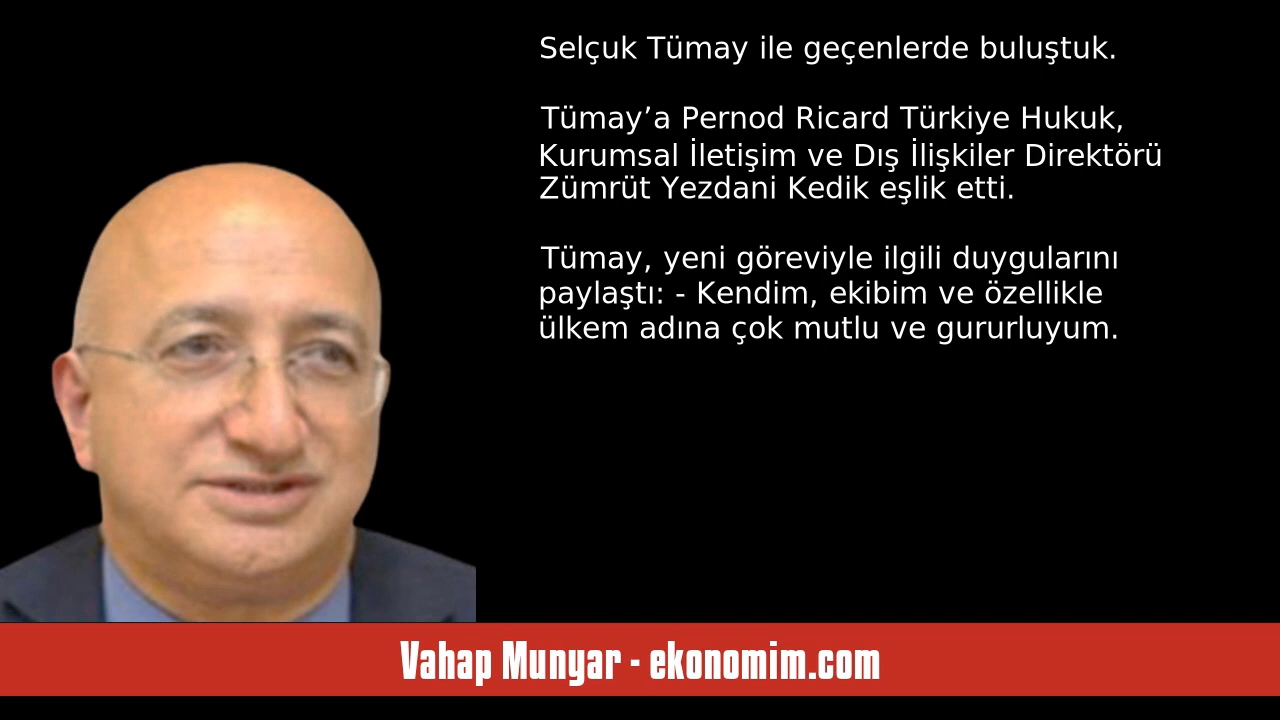 Selçuk Tümay ile geçenlerde buluştuk.
Tümay’a Pernod Ricard Türkiye Hukuk,
Kurumsal İletişim ve Dış İlişkiler Direktörü
Zümrüt Yezdani Kedik eşlik etti.
Tümay, yeni göreviyle ilgili duygularını
paylaştı: - Kendim, ekibim ve özellikle
ülkem adına çok mutlu ve gururluyum.
Vahap Munyar - ekonomim.com